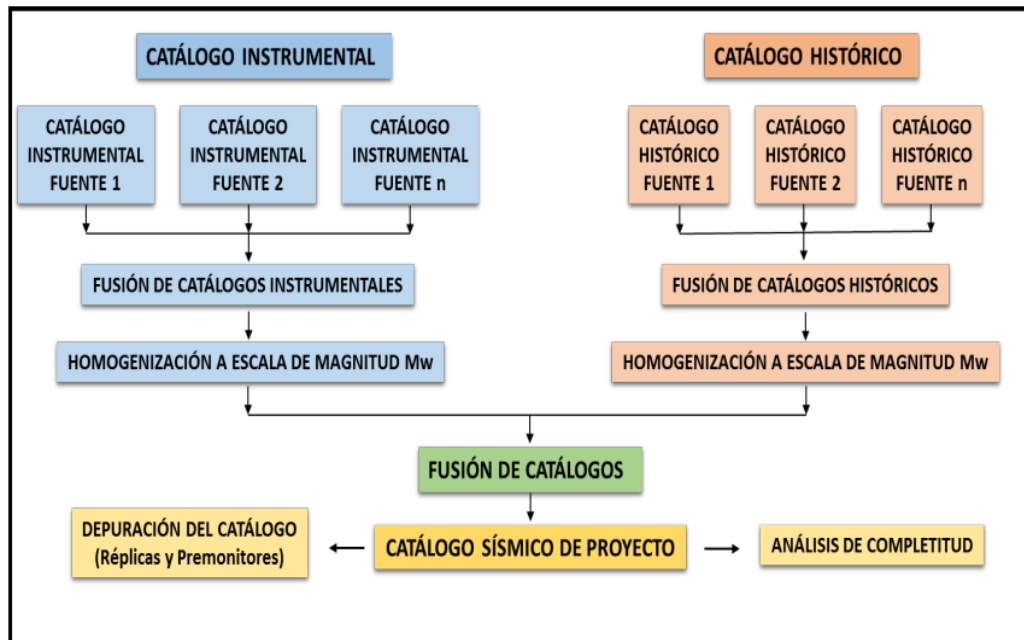 CATÁLOGO INSTRUMENTAL
CATÁLOGO HISTÓRICO
CATÁLOGO
INSTRUMENTAL
FUENTE 1
CATÁLOGO
INSTRUMENTAL
FUENTE 2
CATÁLOGO
INSTRUMENTAL
FUENTE n
CATÁLOGO
HISTÓRICO
FUENTE 1
CATÁLOGO
HISTÓRICO
FUENTE 2
CATÁLOGO
HISTÓRICO
FUENTE n
FUSIÓN DE CATÁLOGOS INSTRUMENTALES
FUSIÓN DE CATÁLOGOS HISTÓRICOS
HOMOGENIZACIÓN A ESCALA DE MAGNITUD Mw
HOMOGENIZACIÓN A ESCALA DE MAGNITUD Mw
FUSIÓN DE CATÁLOGOS
DEPURACIÓN DEL CATÁLOGO
(Réplicas y Premonitores)
CATÁLOGO SÍSMICO DE PROYECTO
ANÁLISIS DE COMPLETITUD